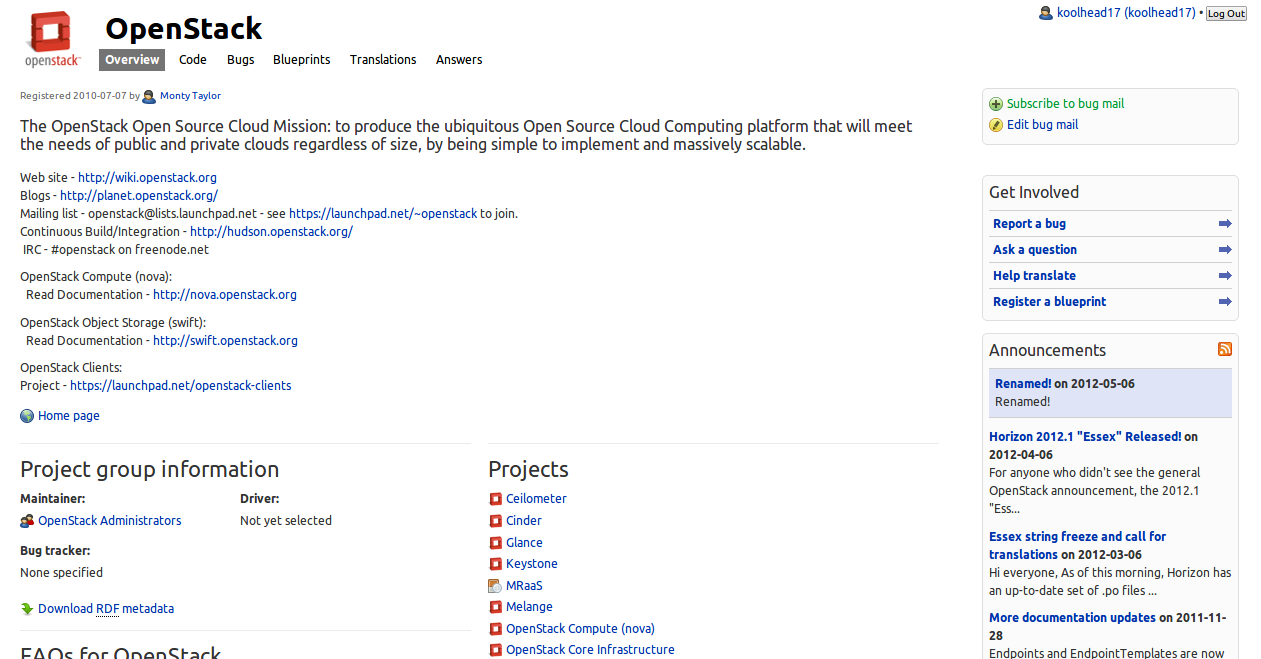 openstack™
OpenStack
koolhead17 (koolhead17) • Log Out
Overview Code Bugs Blueprints Translations Answers
Registered 2010-07-07 by Monty Taylor
The OpenStack Open Source Cloud Mission: to produce the ubiquitous Open Source Cloud Computing platform that will meet
the needs of public and private clouds regardless of size, by being simple to implement and massively scalable.
Web site - http://wiki.openstack.org
Blogs - http://planet.openstack.org/
Mailing list - openstack@lists.launchpad.net - see https://launchpad.net/~openstack to join.
Continuous Build/Integration - http://hudson.openstack.org/
IRC - #openstack on freenode.net
OpenStack Compute (nova):
Read Documentation - http://nova.openstack.org
OpenStack Object Storage (swift):
Read Documentation - http://swift.openstack.org
OpenStack Clients:
Project - https://launchpad.net/openstack-clients
Home page
Project group information
Maintainer: Driver:
OpenStack Administrators Not yet selected
Bug tracker:
None specified
Download RDF metadata
FAQs for OpenStack
Projects
Ceilometer
Cinder
Glance
Keystone
MRaaS
Melange
OpenStack Compute (nova)
OpenStack Core Infrastructure
Subscribe to bug mail
Edit bug mail
Get Involved
Report a bug
Ask a question
Help translate
Register a blueprint
Announcements
Renamed! on 2012-05-06
Renamed!
Horizon 2012.1 "Essex" Released! on
2012-04-06
For anyone who didn't see the general
OpenStack announcement, the 2012.1
"Ess...
Essex string freeze and call for
translations on 2012-03-06
Hi everyone, As of this morning, Horizon has
an up-to-date set of .po files ...
More documentation updates on 2011-11-
28
Endpoints and EndpointTemplates are now